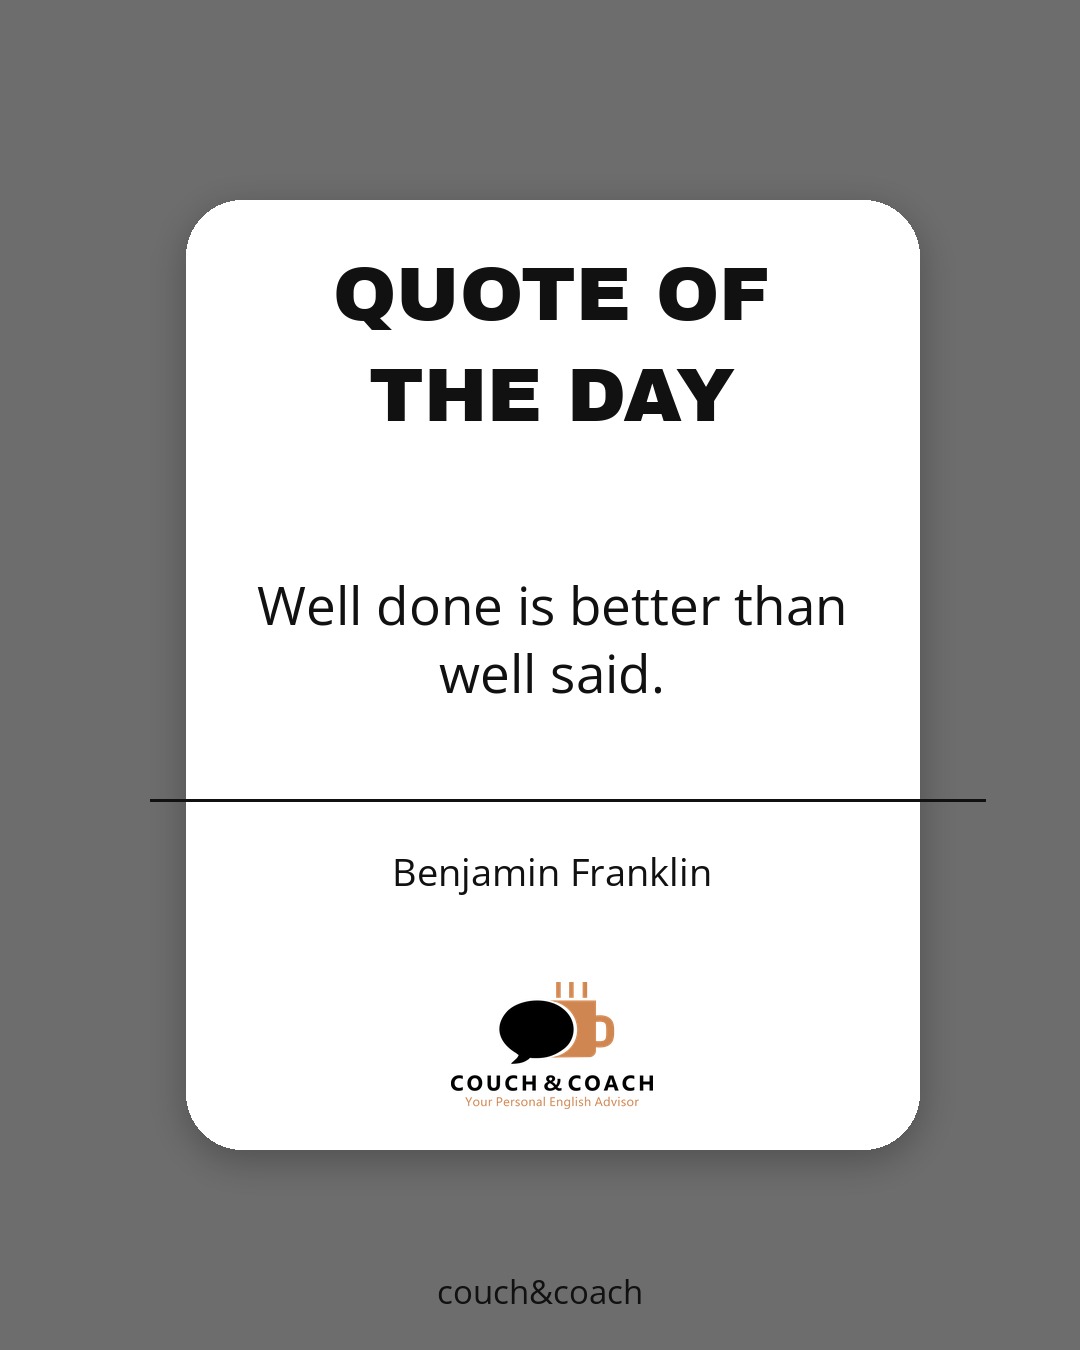 QUOTE OF
THE DAY
Well done is better than
well said.
Benjamin Franklin
COUCH & COACH
Your Personal English Advisor
couch&coach